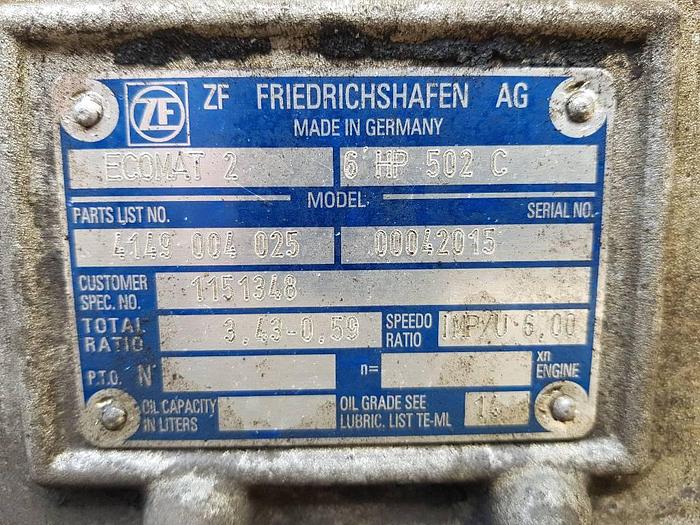 ZF ZF FRIEDRICHSHAFEN AG
MADE IN GERMANY
ECOMAT 2 6 HP 502 C
MODEL
PARTS LIST NO. SERIAL NO.
4149 004 025 00042015
CUSTOMER SPEC. NO. 1151348
TOTAL RATIO 3,43-0,59 SPEEDO RATIO IMP/U 6,00
P.T.O. N n= xn ENGINE
OIL CAPACITY IN LITERS OIL GRADE SEE LUBRIC. LIST TE-ML 14